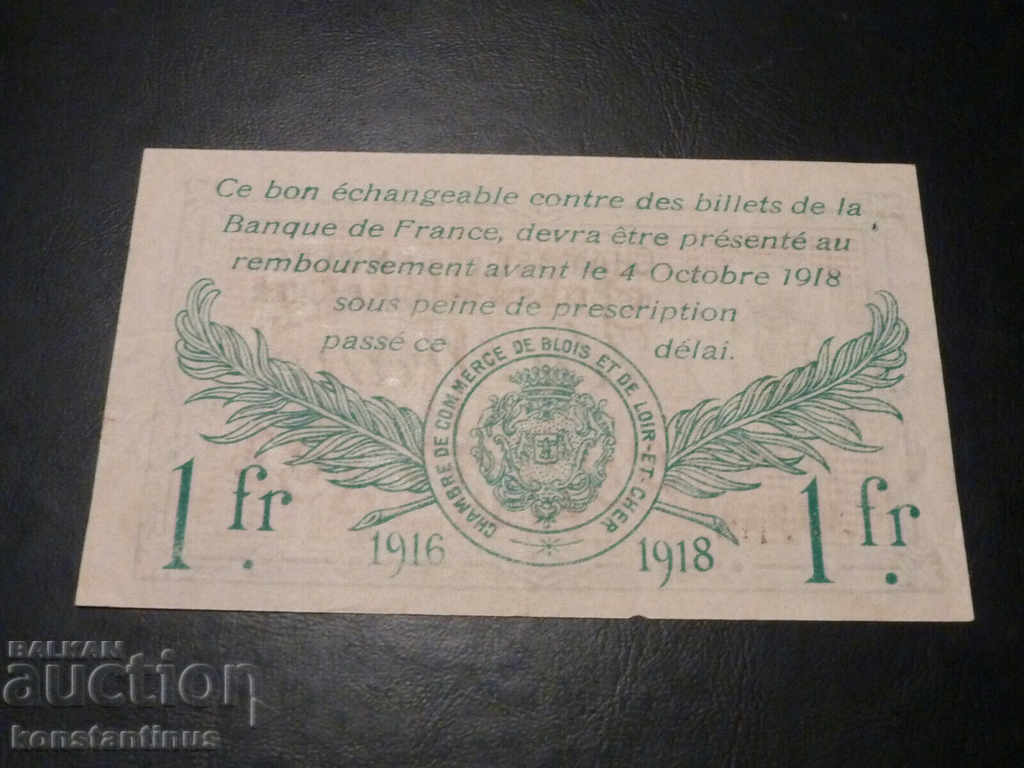 Ce bon échangeable contre des billets de la
Banque de France, devra être présenté au
remboursement avant le 4 Octobre 1918
sous peine de prescription
passé ce délai.
CHAMBRE DE COMMERCE DE BLOIS ET DE LOIR-ET-CHER
1 fr.
1 fr.
1916
1918
BALKAN
auction
konstantinus